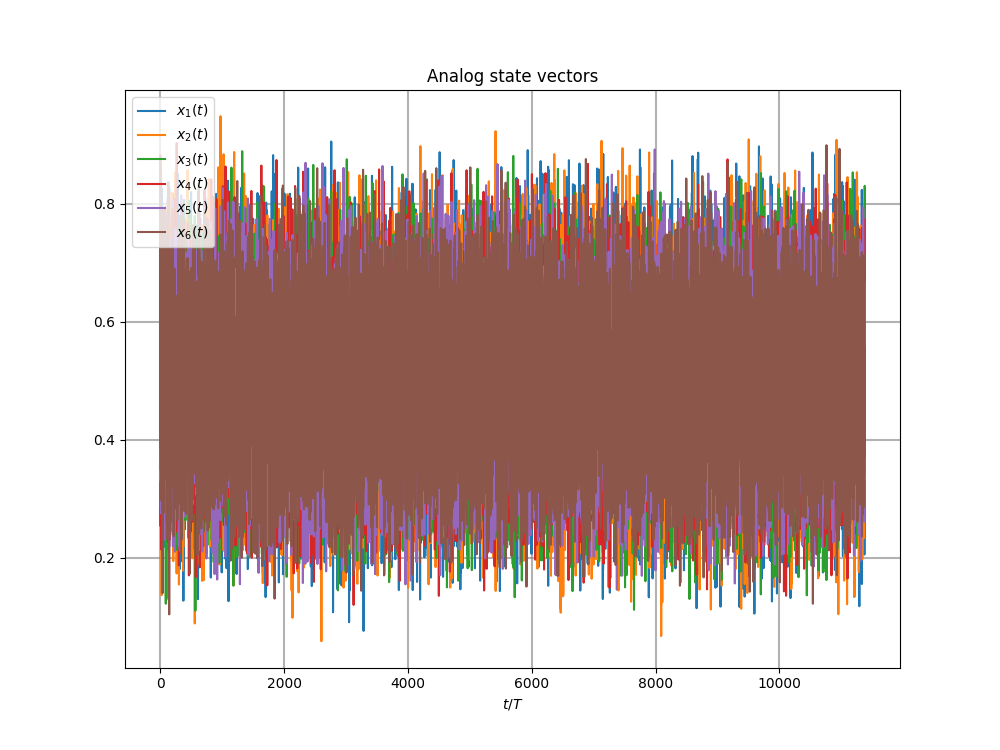 Analog state vectors
x₁(t)
x₂(t)
x₃(t)
x₄(t)
x₅(t)
x₆(t)
0.8
0.6
0.4
0.2
0 2000 4000 6000 8000 10000
t/T